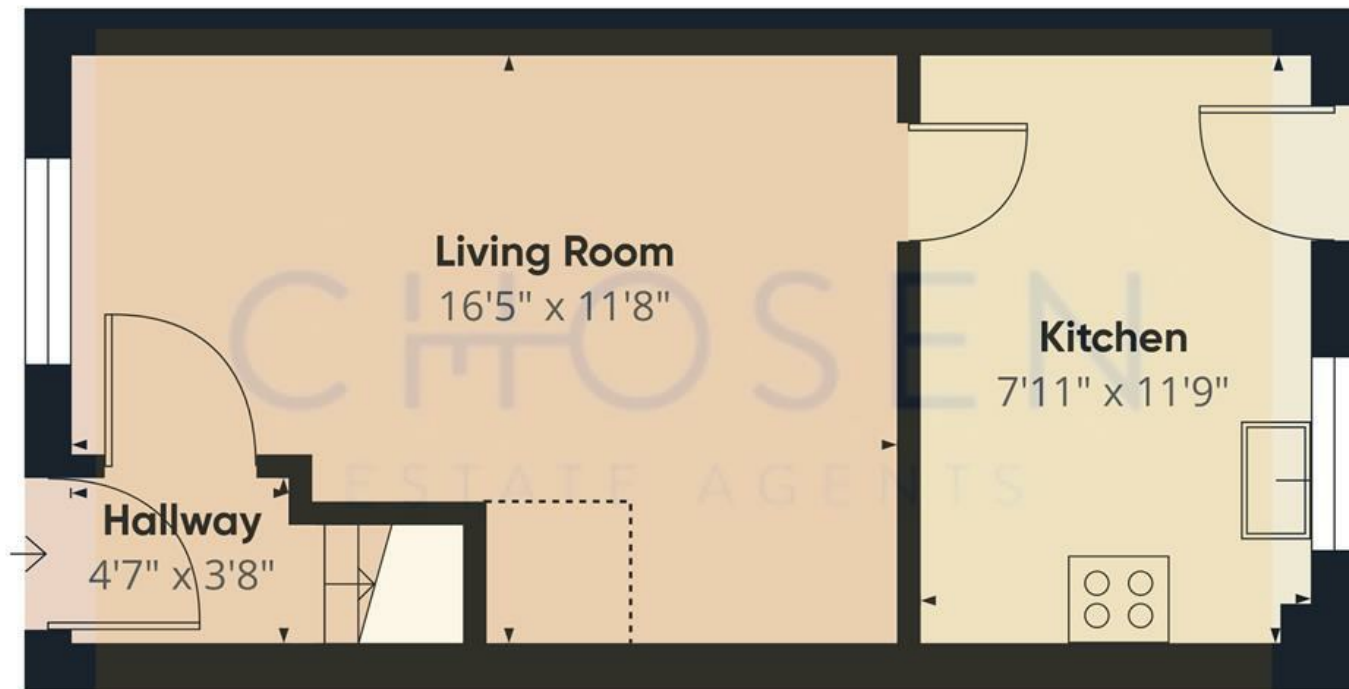 Living Room
16'5" x 11'8"
Kitchen
7'11" x 11'9"
CHOSEN
ESTATE AGENTS
Hallway
4'7" x 3'8"